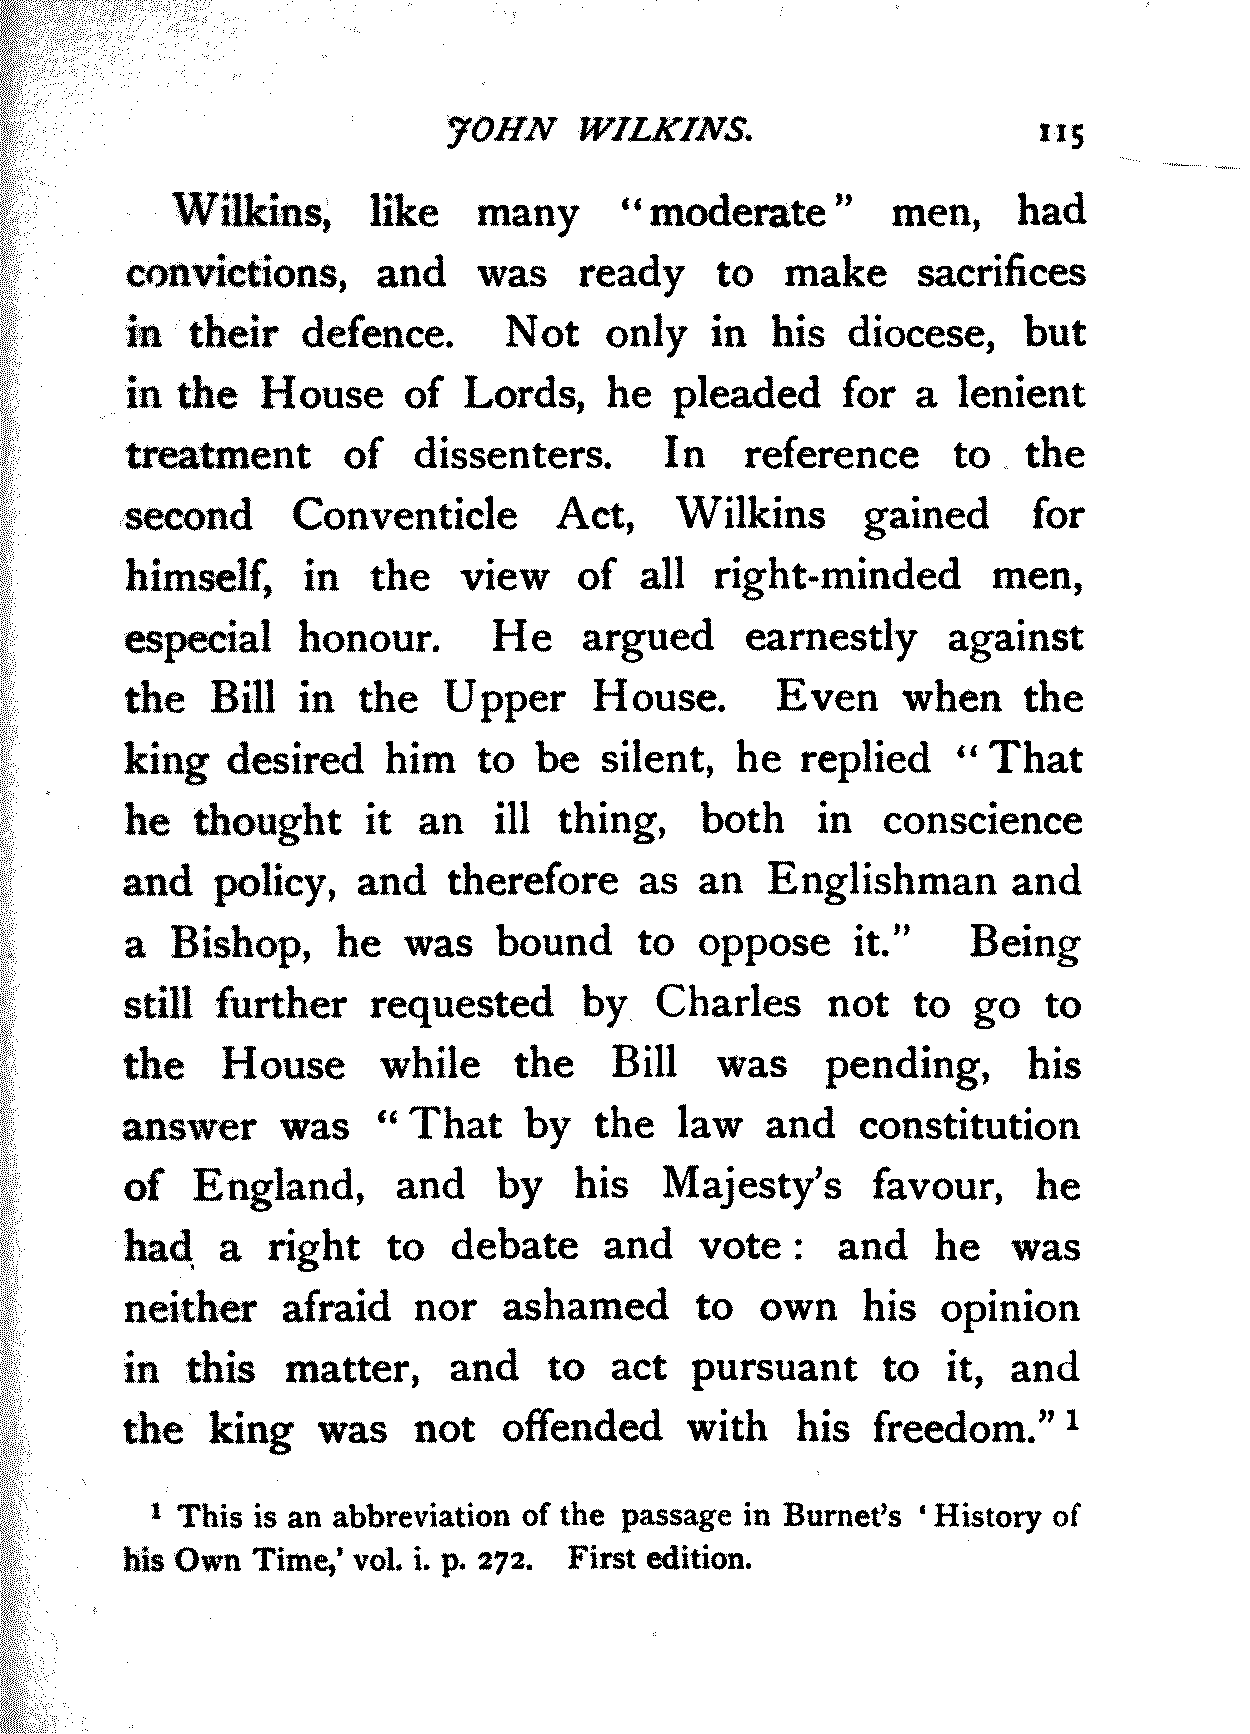 JOHN WILKINS. 115
Wilkins, like many "moderate" men, had
convictions, and was ready to make sacrifices
in their defence. Not only in his diocese, but
in the House of Lords, he pleaded for a lenient
treatment of dissenters. In reference to the
second Conventicle Act, Wilkins gained for
himself, in the view of all right-minded men,
especial honour. He argued earnestly against
the Bill in the Upper House. Even when the
king desired him to be silent, he replied "That
he thought it an ill thing, both in conscience
and policy, and therefore as an Englishman and
a Bishop, he was bound to oppose it." Being
still further requested by Charles not to go to
the House while the Bill was pending, his
answer was "That by the law and constitution
of England, and by his Majesty's favour, he
had a right to debate and vote: and he was
neither afraid nor ashamed to own his opinion
in this matter, and to act pursuant to it, and
the king was not offended with his freedom." 1
1 This is an abbreviation of the passage in Burnet's 'History of
his Own Time,' vol. i. p. 272. First edition.